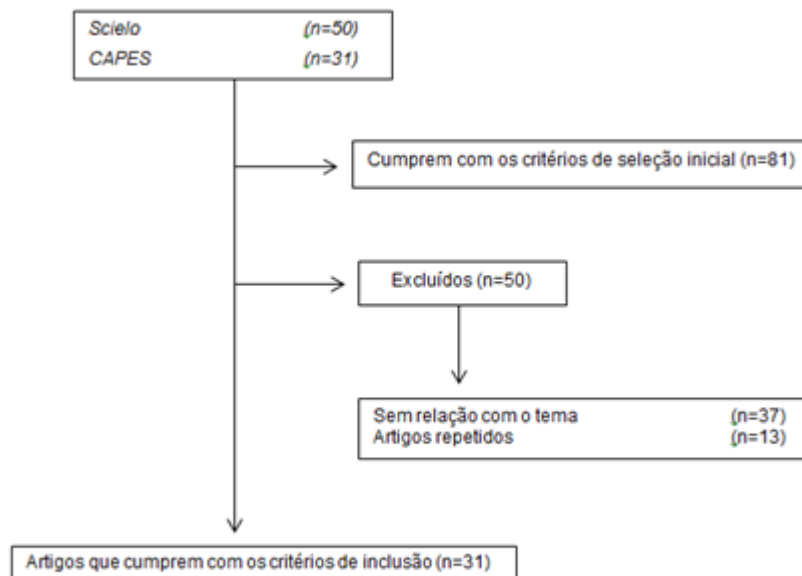 Scielo (n=50)
CAPES (n=31)
Cumprem com os critérios de seleção inicial (n=81)
Excluídos (n=50)
Sem relação com o tema (n=37)
Artigos repetidos (n=13)
Artigos que cumprem com os critérios de inclusão (n=31)